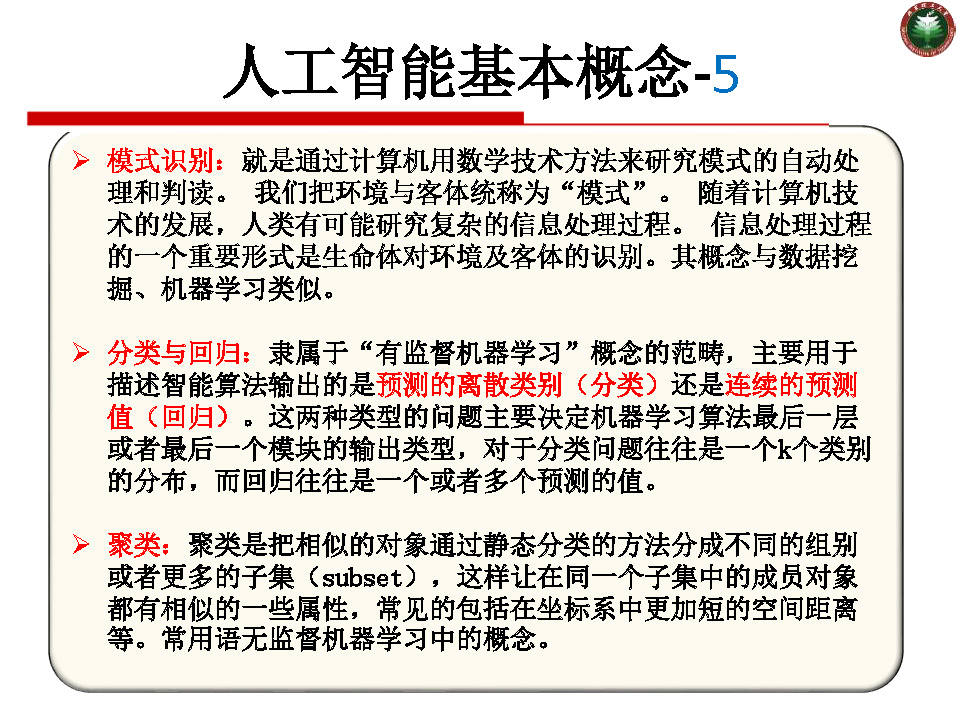 人工智能基本概念-5
模式识别：就是通过计算机用数学技术方法来研究模式的自动处
理和判读。 我们把环境与客体统称为“模式”。 随着计算机技
术的发展，人类有可能研究复杂的信息处理过程。 信息处理过程
的一个重要形式是生命体对环境及客体的识别。其概念与数据挖
掘、机器学习类似。
分类与回归：隶属于“有监督机器学习”概念的范畴，主要用于
描述智能算法输出的是预测的离散类别（分类）还是连续的预测
值（回归）。这两种类型的问题主要决定机器学习算法最后一层
或者最后一个模块的输出类型，对于分类问题往往是一个k个类别
的分布，而回归往往是一个或者多个预测的值。
聚类：聚类是把相似的对象通过静态分类的方法分成不同的组别
或者更多的子集（subset），这样让在同一个子集中的成员对象
都有相似的一些属性，常见的包括在坐标系中更加短的空间距离
等。常用语无监督机器学习中的概念。